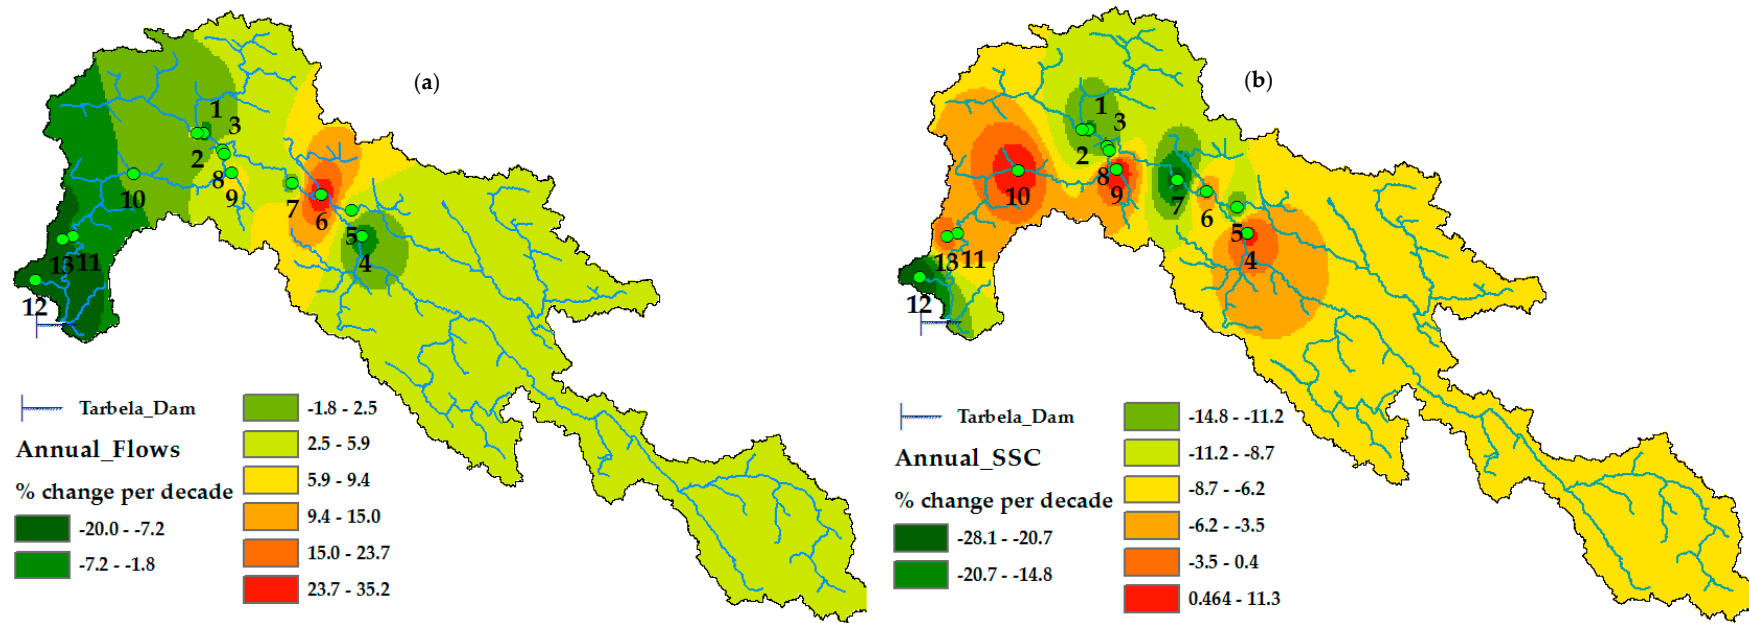 (a)
1
3
2
8
9
10
7
6
5
4
13 11
12
Tarbela_Dam
Annual_Flows
% change per decade
-20.0 - -7.2
-7.2 - -1.8
-1.8 - 2.5
2.5 - 5.9
5.9 - 9.4
9.4 - 15.0
15.0 - 23.7
23.7 - 35.2
(b)
1
3
2
8
9
10
7
6
5
4
13 11
12
Tarbela_Dam
Annual_SSC
% change per decade
-28.1 - -20.7
-20.7 - -14.8
-14.8 - -11.2
-11.2 - -8.7
-8.7 - -6.2
-6.2 - -3.5
-3.5 - 0.4
0.464 - 11.3